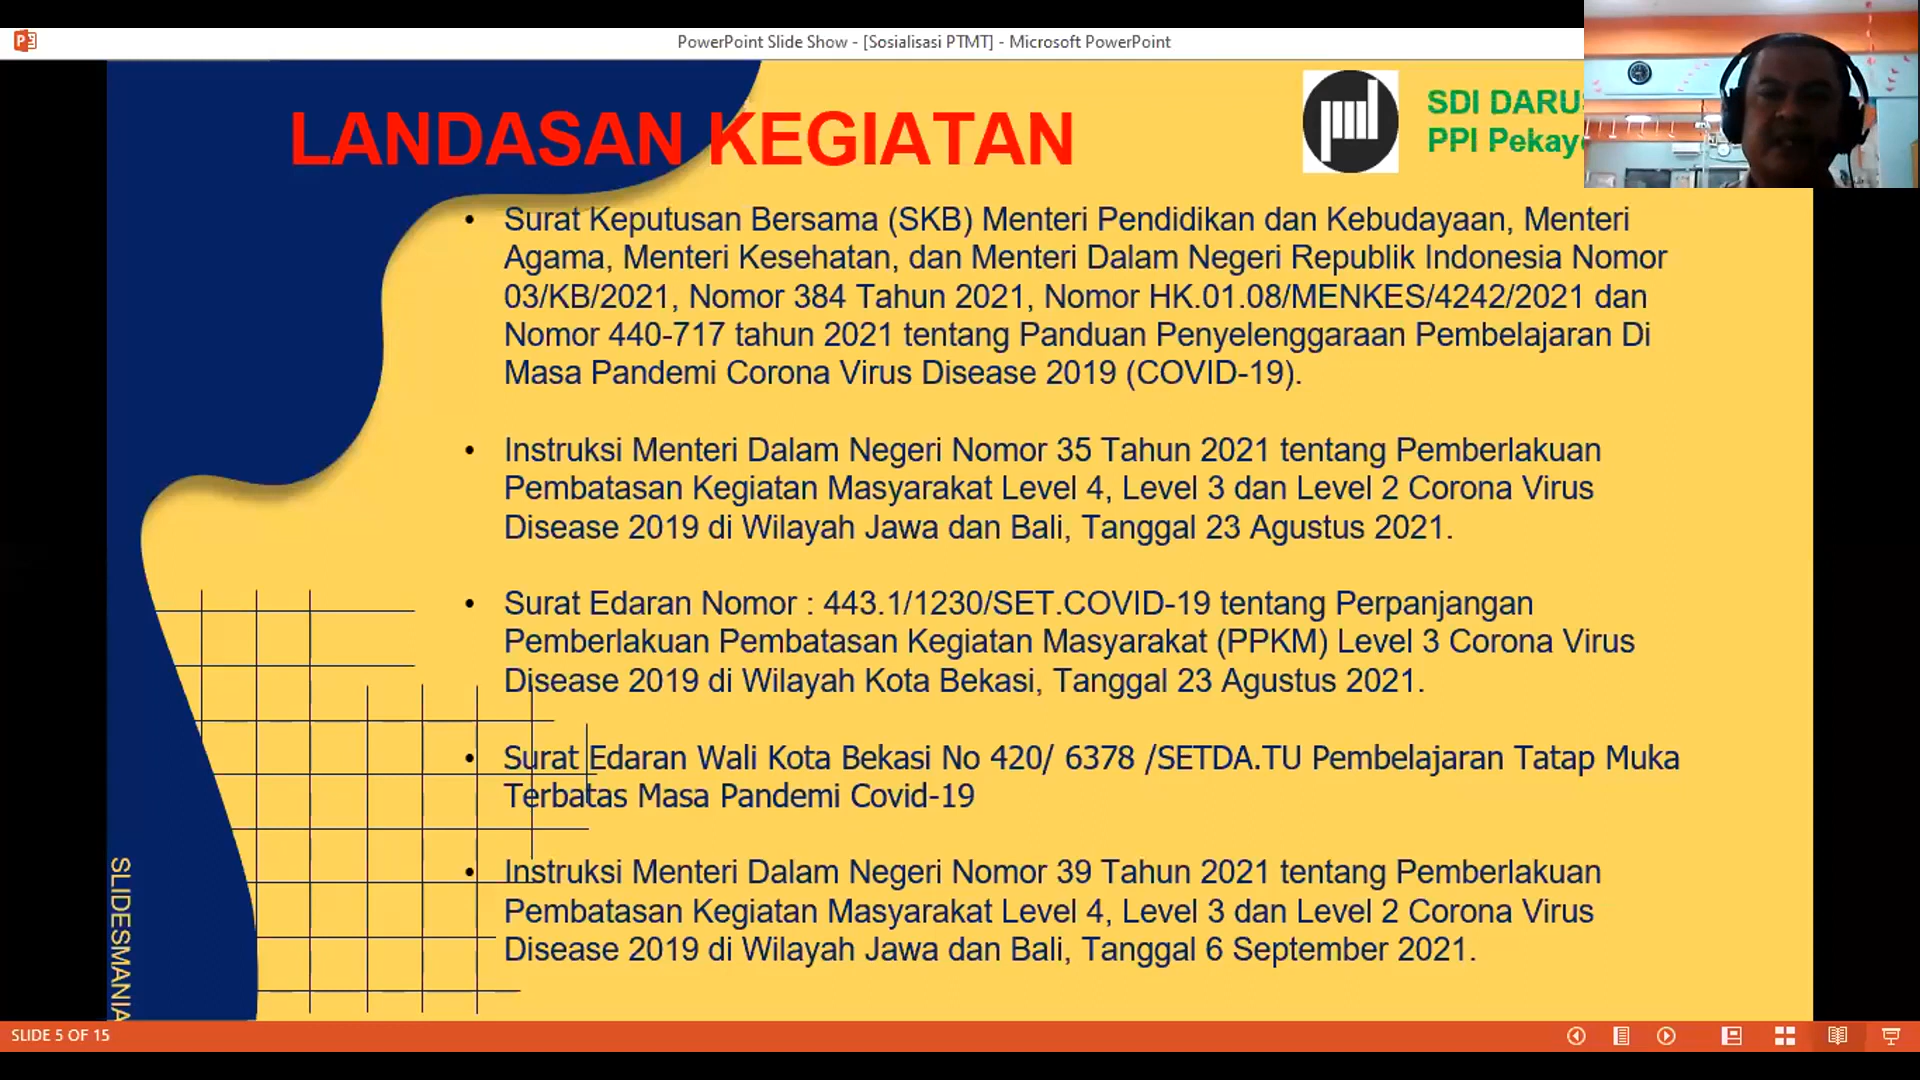 PowerPoint Slide Show - [Sosialisasi PTMT] - Microsoft PowerPoint
LANDASAN KEGIATAN
SDI
PPI
• Surat Keputusan Bersama (SKB) Menteri Pendidikan dan Kebudayaan, Menteri
Agama, Menteri Kesehatan, dan Menteri Dalam Negeri Republik Indonesia Nomor
03/KB/2021, Nomor 384 Tahun 2021, Nomor HK.01.08/MENKES/4242/2021 dan
Nomor 440-717 tahun 2021 tentang Panduan Penyelenggaraan Pembelajaran Di
Masa Pandemi Corona Virus Disease 2019 (COVID-19).
• Instruksi Menteri Dalam Negeri Nomor 35 Tahun 2021 tentang Pemberlakuan
Pembatasan Kegiatan Masyarakat Level 4, Level 3 dan Level 2 Corona Virus
Disease 2019 di Wilayah Jawa dan Bali, Tanggal 23 Agustus 2021.
• Surat Edaran Nomor : 443.1/1230/SET.COVID-19 tentang Perpanjangan
Pemberlakuan Pembatasan Kegiatan Masyarakat (PPKM) Level 3 Corona Virus
Disease 2019 di Wilayah Kota Bekasi, Tanggal 23 Agustus 2021.
• Surat Edaran Wali Kota Bekasi No 420/ 6378 /SETDA.TU Pembelajaran Tatap Muka
Terbatas Masa Pandemi Covid-19
• Instruksi Menteri Dalam Negeri Nomor 39 Tahun 2021 tentang Pemberlakuan
Pembatasan Kegiatan Masyarakat Level 4, Level 3 dan Level 2 Corona Virus
Disease 2019 di Wilayah Jawa dan Bali, Tanggal 6 September 2021.
SLIDESMANIA
SLIDE 5 OF 15